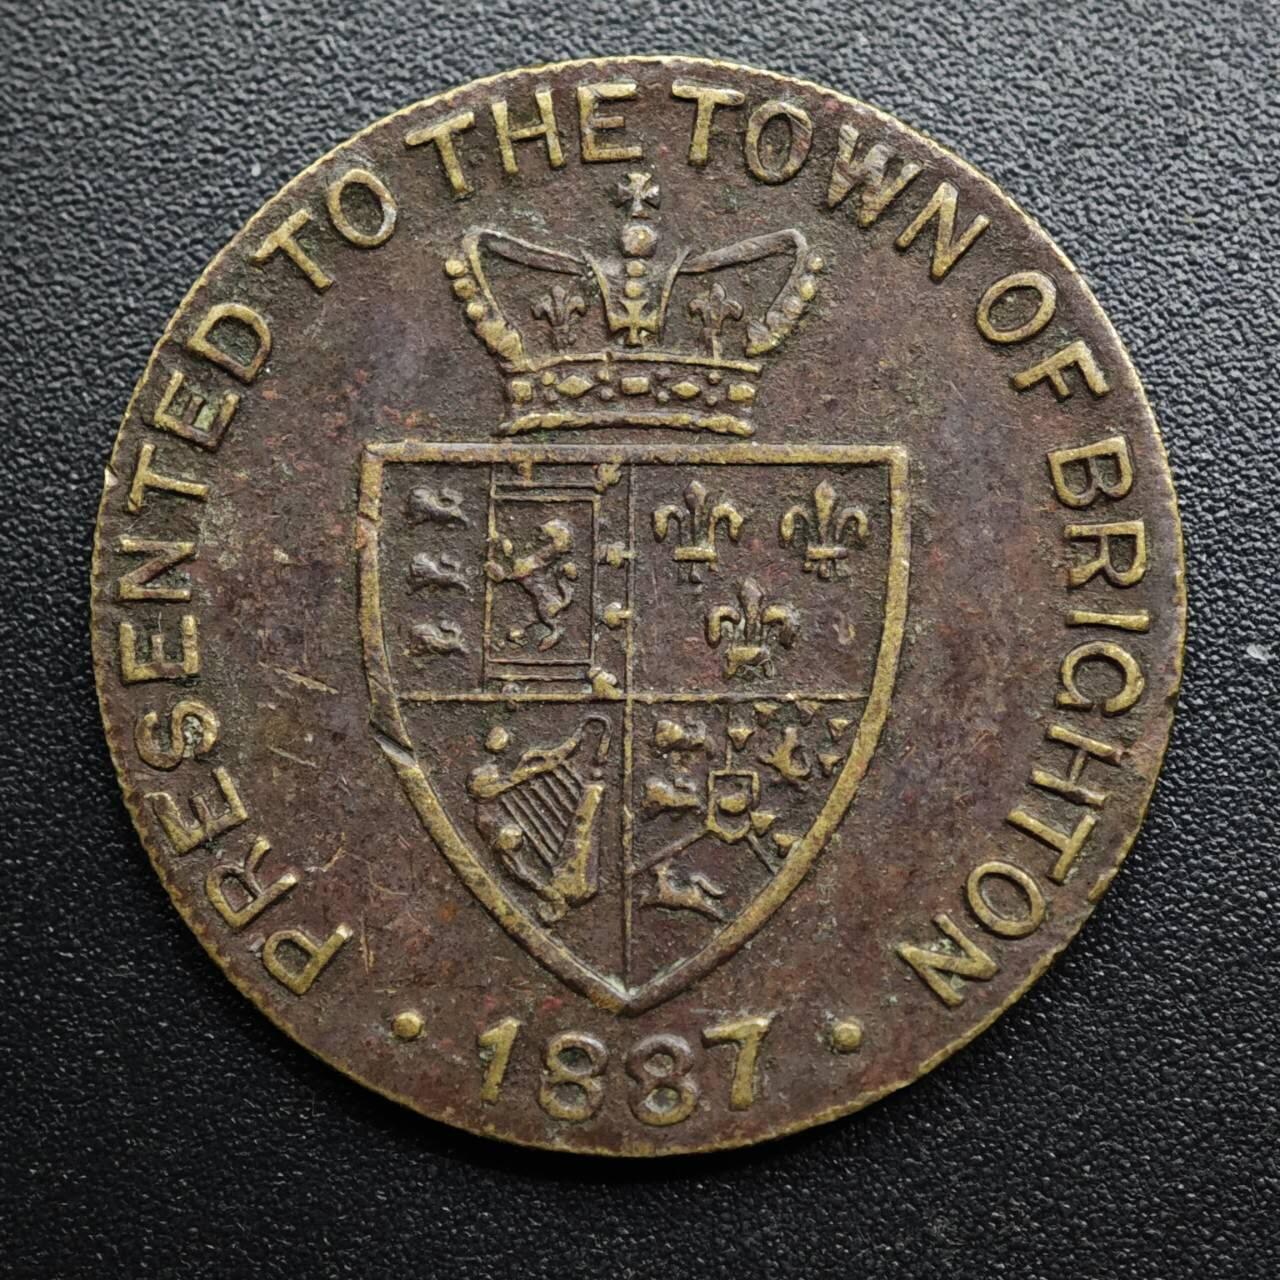 PRESENTED TO THE TOWN OF BRIGHTON
· 1887 ·